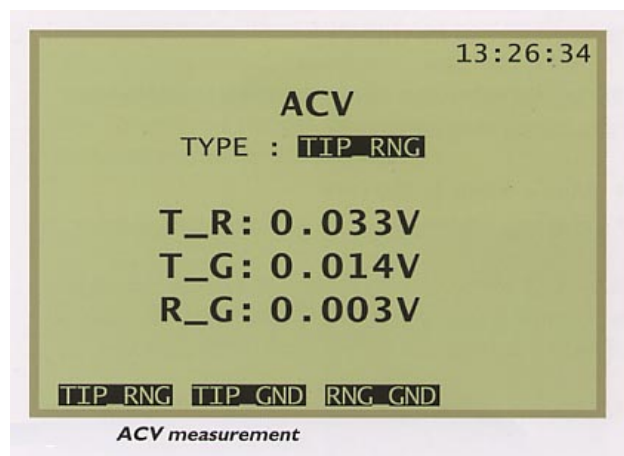 13:26:34
ACV
TYPE : TIP_RNG
T_R: 0.033V
T_G: 0.014V
R_G: 0.003V
TIP_RNG TIP_GND RNG_GND
ACV measurement